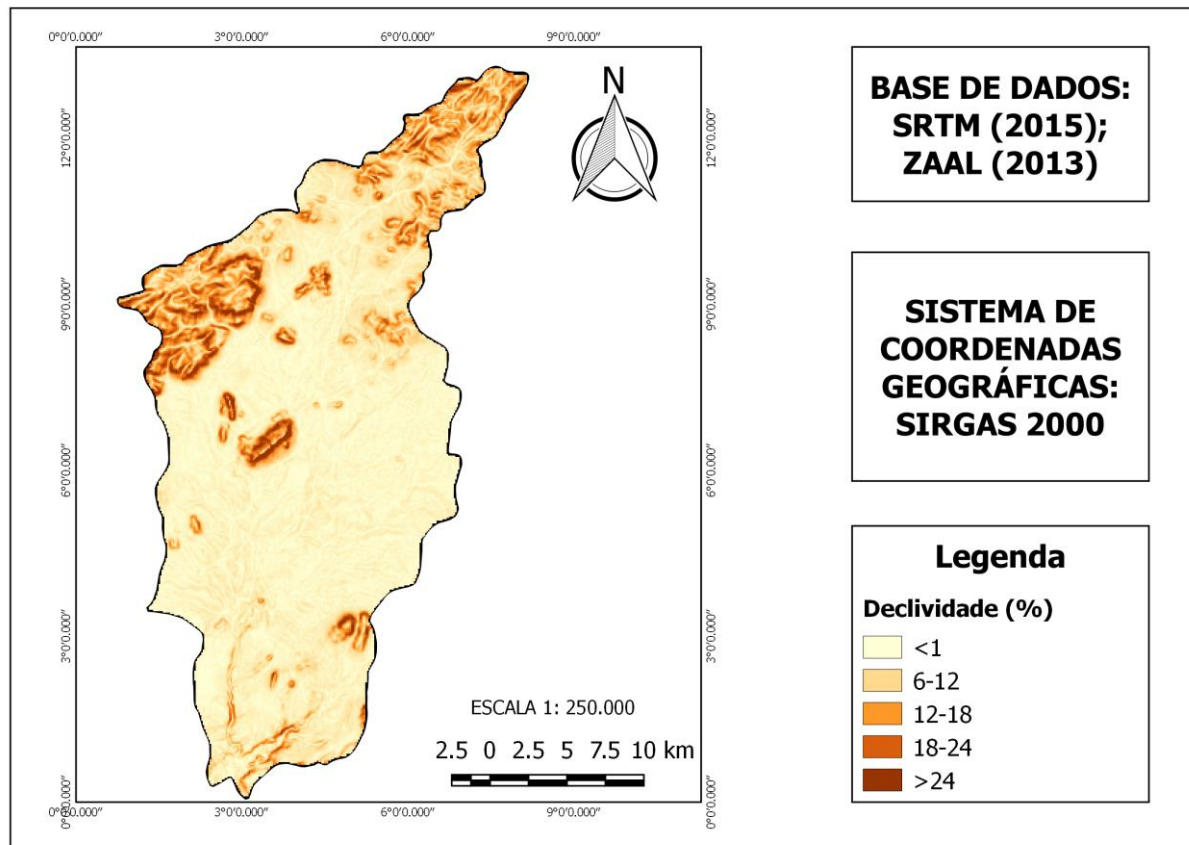 0°0'0.000"
3°0'0.000"
6°0'0.000"
9°0'0.000"
12°0'0.000"
12°0'0.000"
9°0'0.000"
9°0'0.000"
6°0'0.000"
6°0'0.000"
3°0'0.000"
3°0'0.000"
0°0'0.000"
0°0'0.000"
0°0'0.000"
3°0'0.000"
6°0'0.000"
9°0'0.000"
N
ESCALA 1: 250.000
2.5 0 2.5 5 7.5 10 km
BASE DE DADOS:
SRTM (2015);
ZAAL (2013)
SISTEMA DE
COORDENADAS
GEOGRÁFICAS:
SIRGAS 2000
Legenda
Declividade (%)
<1
6-12
12-18
18-24
>24